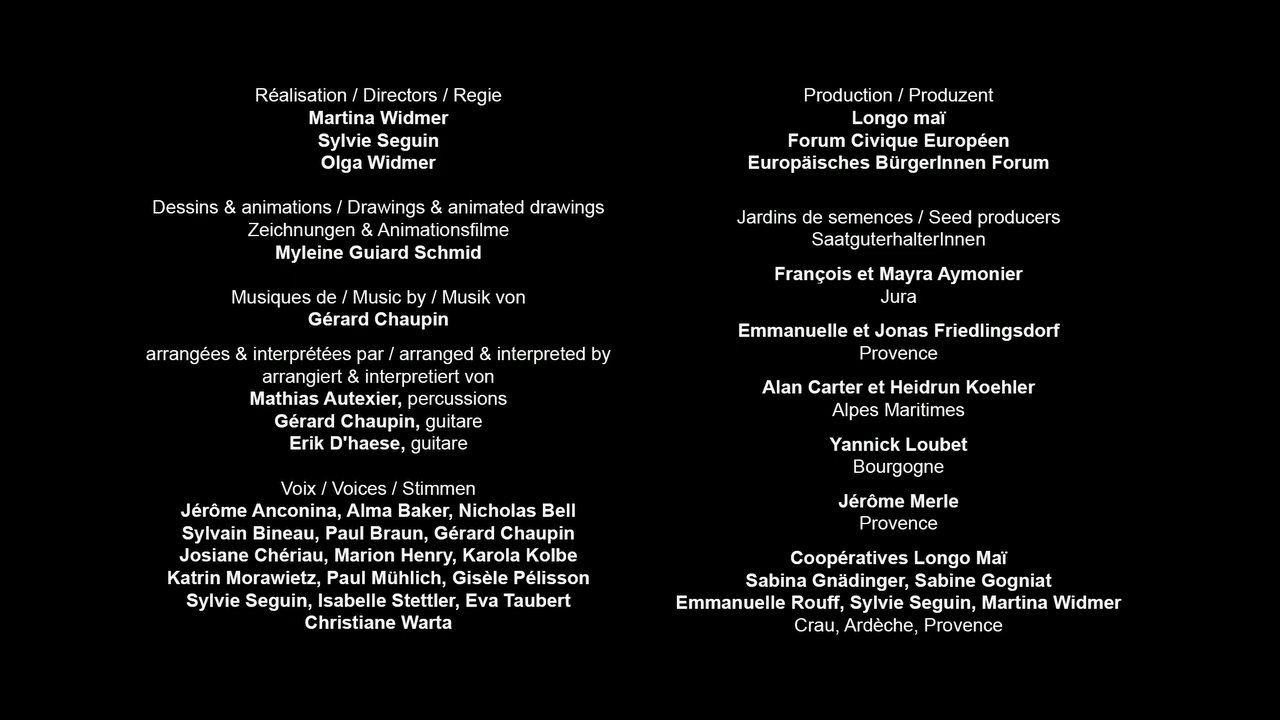 Réalisation / Directors / Regie
Martina Widmer
Sylvie Seguin
Olga Widmer
Dessins & animations / Drawings & animated drawings
Zeichnungen & Animationsfilme
Myleine Guiard Schmid
Musiques de / Music by / Musik von
Gérard Chaupin
arrangées & interprétées par / arranged & interpreted by
arrangiert & interpretiert von
Mathias Autexier, percussions
Gérard Chaupin, guitare
Erik D'haese, guitare
Voix / Voices / Stimmen
Jérôme Anconina, Alma Baker, Nicholas Bell
Sylvain Bineau, Paul Braun, Gérard Chaupin
Josiane Chériau, Marion Henry, Karola Kolbe
Katrin Morawietz, Paul Mühlich, Gisèle Pélisson
Sylvie Seguin, Isabelle Stettler, Eva Taubert
Christiane Warta
Production / Produzent
Longo maï
Forum Civique Européen
Europäisches BürgerInnen Forum
Jardins de semences / Seed producers
SaatguterhalterInnen
François et Mayra Aymonier
Jura
Emmanuelle et Jonas Friedlingsdorf
Provence
Alan Carter et Heidrun Koehler
Alpes Maritimes
Yannick Loubet
Bourgogne
Jérôme Merle
Provence
Coopératives Longo Maï
Sabina Gnädinger, Sabine Gogniat
Emmanuelle Rouff, Sylvie Seguin, Martina Widmer
Crau, Ardèche, Provence